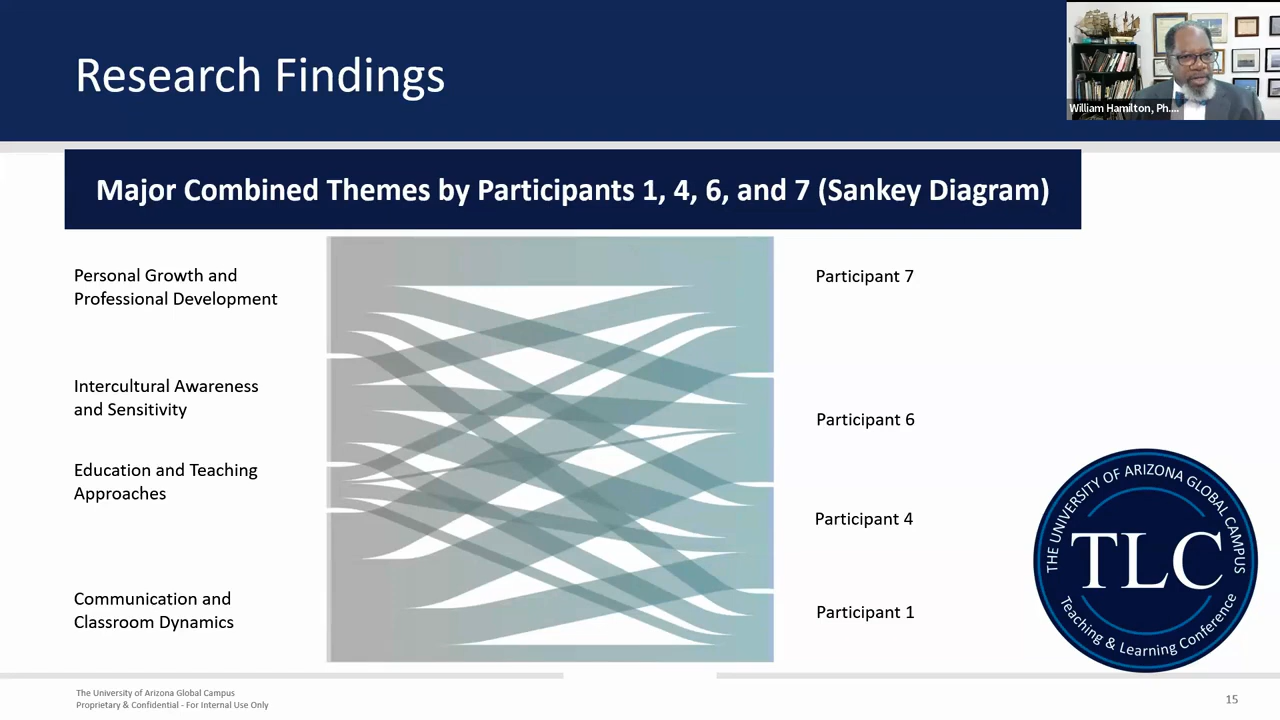 Research Findings
William Hamilton, Ph....
Major Combined Themes by Participants 1, 4, 6, and 7 (Sankey Diagram)
Personal Growth and
Professional Development
Participant 7
Intercultural Awareness
and Sensitivity
Participant 6
Education and Teaching
Approaches
Participant 4
Communication and
Classroom Dynamics
Participant 1
THE UNIVERSITY OF ARIZONA GLOBAL CAMPUS
TLC
Teaching & Learning Conference
The University of Arizona Global Campus
Proprietary & Confidential - For Internal Use Only
15